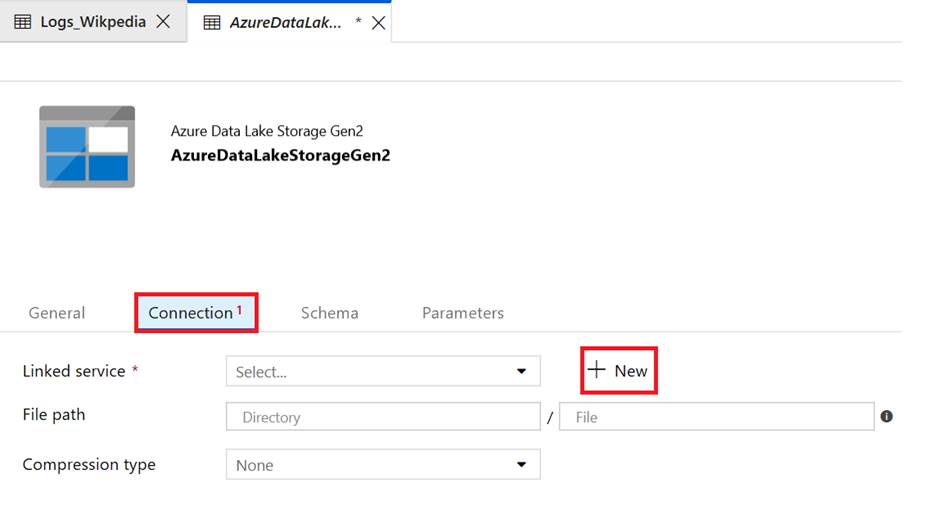 Logs_Wikpedia
AzureDataLak... *
Azure Data Lake Storage Gen2
AzureDataLakeStorageGen2
General Connection 1 Schema Parameters
Linked service * Select... + New
File path Directory / File
Compression type None